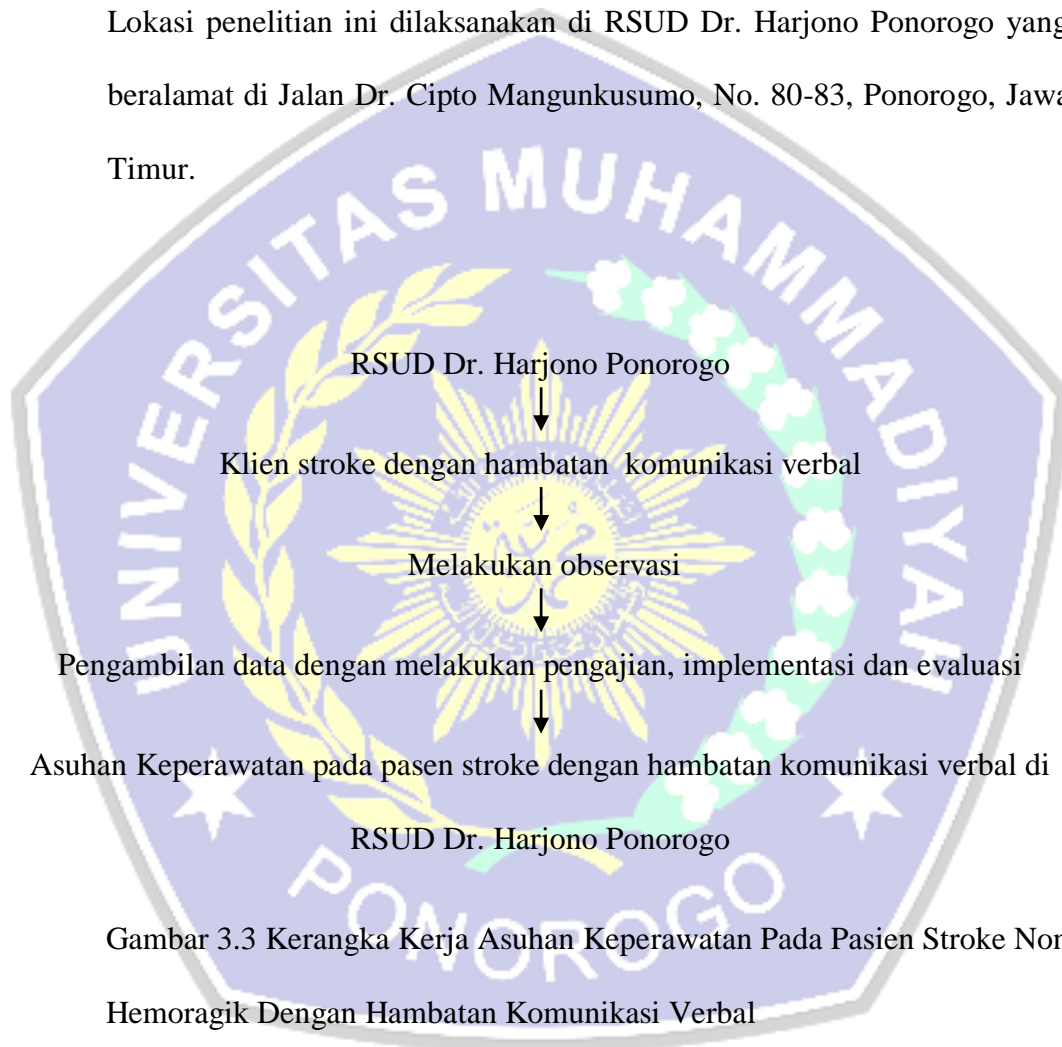 Lokasi penelitian ini dilaksanakan di RSUD Dr. Harjono Ponorogo yang
beralamat di Jalan Dr. Cipto Mangunkusumo, No. 80-83, Ponorogo, Jawa
Timur.
UNIVERSITAS MUHAMMADIYAH
RSUD Dr. Harjono Ponorogo
Klien stroke dengan hambatan komunikasi verbal
Melakukan observasi
Pengambilan data dengan melakukan pengajian, implementasi dan evaluasi
Asuhan Keperawatan pada pasen stroke dengan hambatan komunikasi verbal di
RSUD Dr. Harjono Ponorogo
PONOROGO
Gambar 3.3 Kerangka Kerja Asuhan Keperawatan Pada Pasien Stroke Non
Hemoragik Dengan Hambatan Komunikasi Verbal